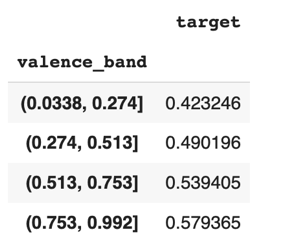 target
valence_band
(0.0338, 0.274] 0.423246
(0.274, 0.513] 0.490196
(0.513, 0.753] 0.539405
(0.753, 0.992] 0.579365